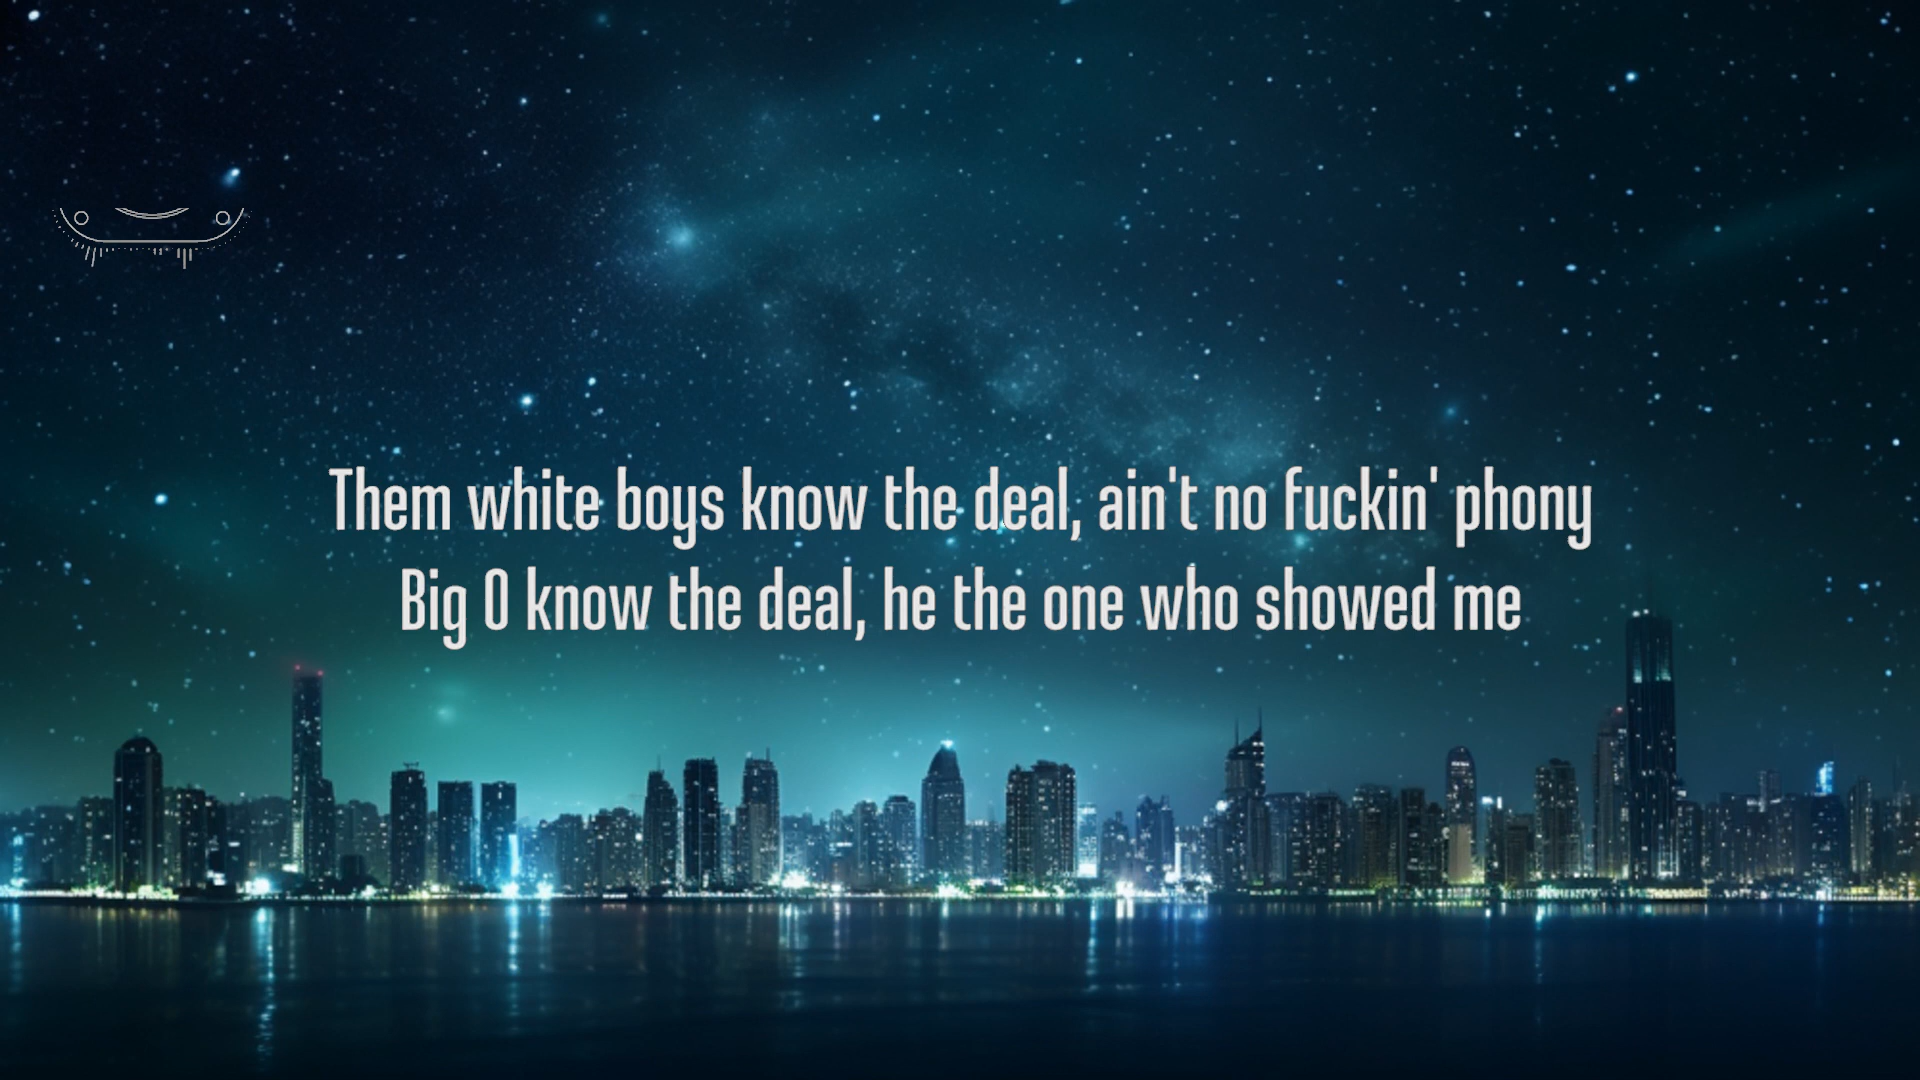 Them white boys know the deal, ain't no fuckin' phony
Big O know the deal, he the one who showed me